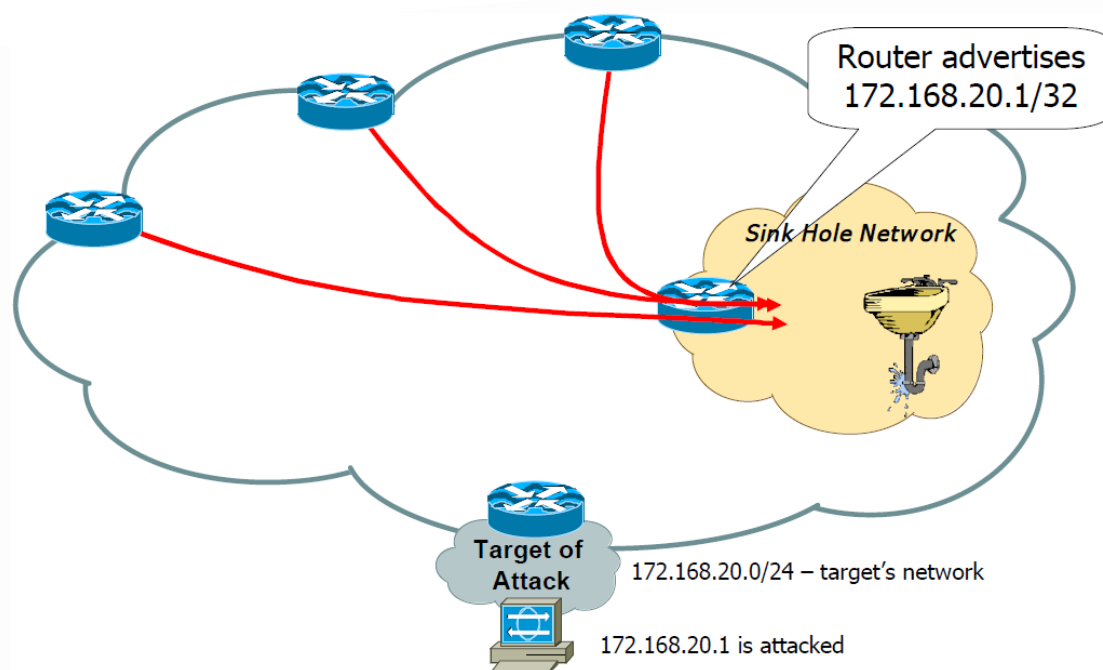 Router advertises
172.168.20.1/32
Sink Hole Network
Target of
Attack
172.168.20.0/24 – target's network
172.168.20.1 is attacked